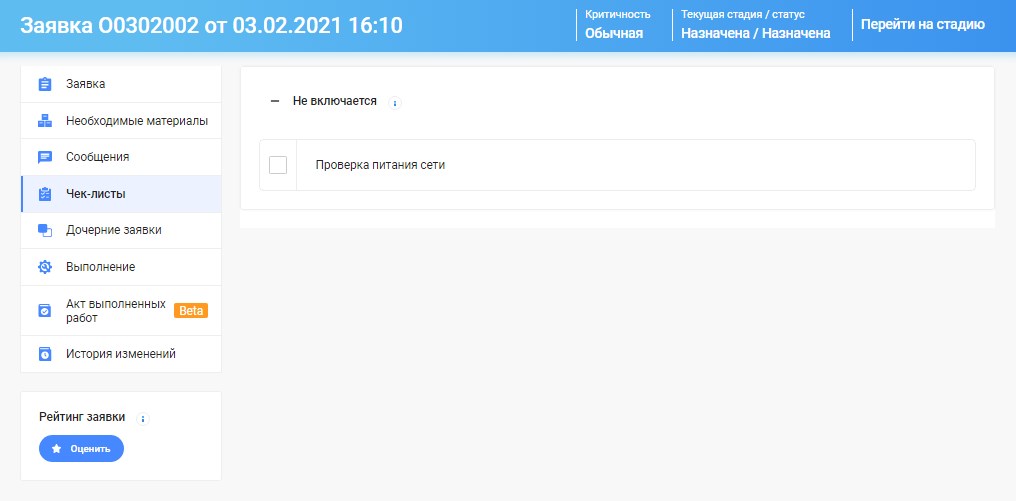 Заявка О0302002 от 03.02.2021 16:10
Критичность
Обычная
Текущая стадия / статус
Назначена / Назначена
Перейти на стадию
Заявка
Необходимые материалы
Сообщения
Чек-листы
Дочерние заявки
Выполнение
Акт выполненных
работ
Beta
История изменений
Рейтинг заявки
Оценить
Не включается
Проверка питания сети